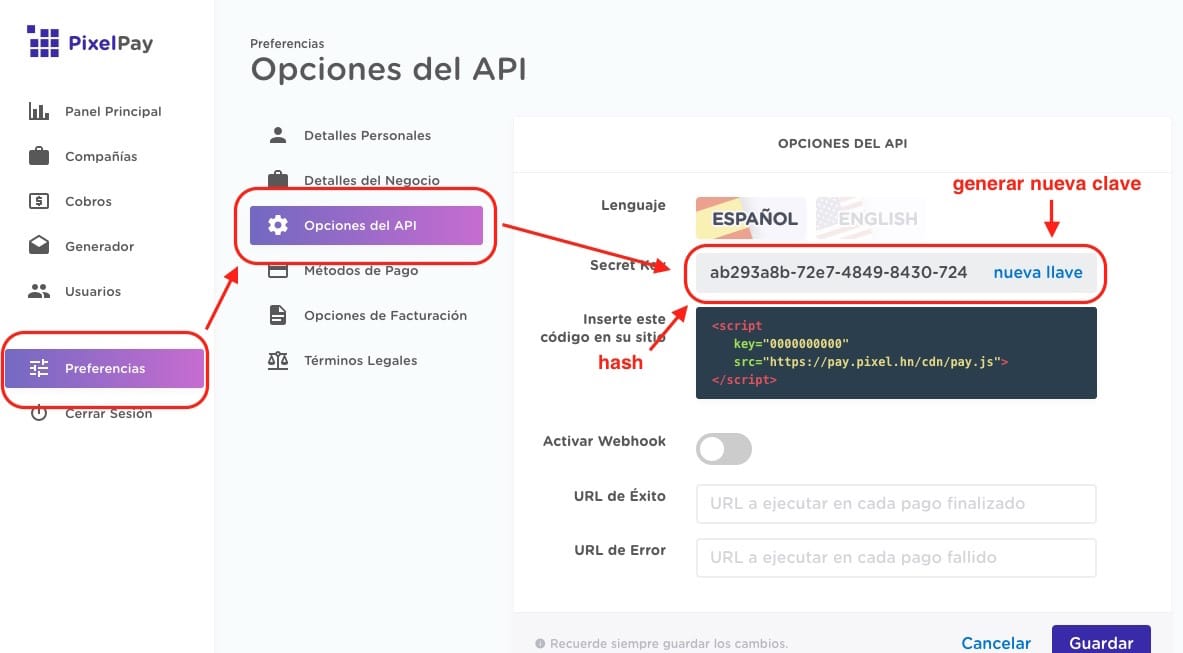 PixelPay
Panel Principal
Compañías
Cobros
Generador
Usuarios
Preferencias
Cerrar Sesión
Preferencias
Opciones del API
Detalles Personales
Detalles del Negocio
Opciones del API
Métodos de Pago
Opciones de Facturación
Términos Legales
OPCIONES DEL API
generar nueva clave
Lenguaje
ESPAÑOL
ENGLISH
Secret Key
ab293a8b-72e7-4849-8430-724
nueva llave
Inserte este
código en su sitio
hash
<script
key="0000000000"
src="https://pay.pixel.hn/cdn/pay.js">
</script>
Activar Webhook
URL de Éxito
URL a ejecutar en cada pago finalizado
URL de Error
URL a ejecutar en cada pago fallido
Recuerde siempre guardar los cambios.
Cancelar
Guardar